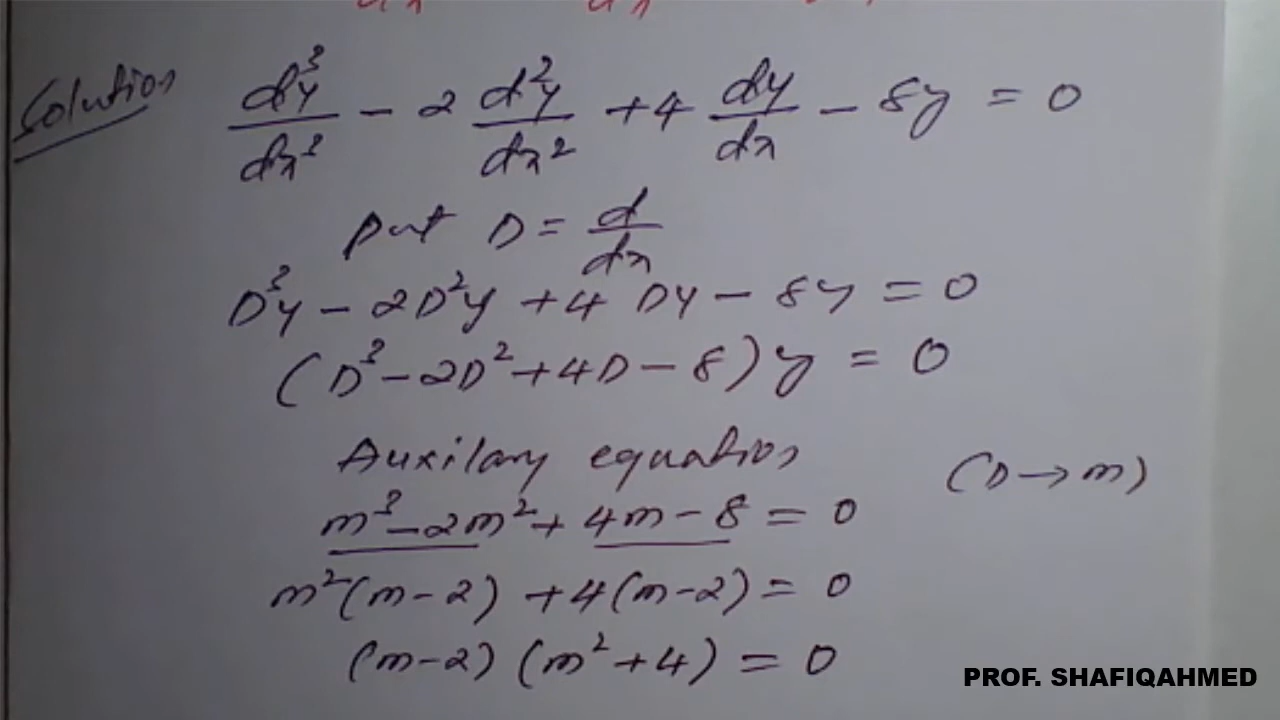 Solution d³y/dx³ - 2 d²y/dx² + 4 dy/dx - 8y = 0
put D = d/dx
D³y - 2D²y + 4 Dy - 8y = 0
(D³ - 2D² + 4D - 8) y = 0
Auxilary equation (D → m)
m³ - 2m² + 4m - 8 = 0
m²(m-2) + 4(m-2) = 0
(m-2) (m² + 4) = 0
PROF. SHAFIQAHMED